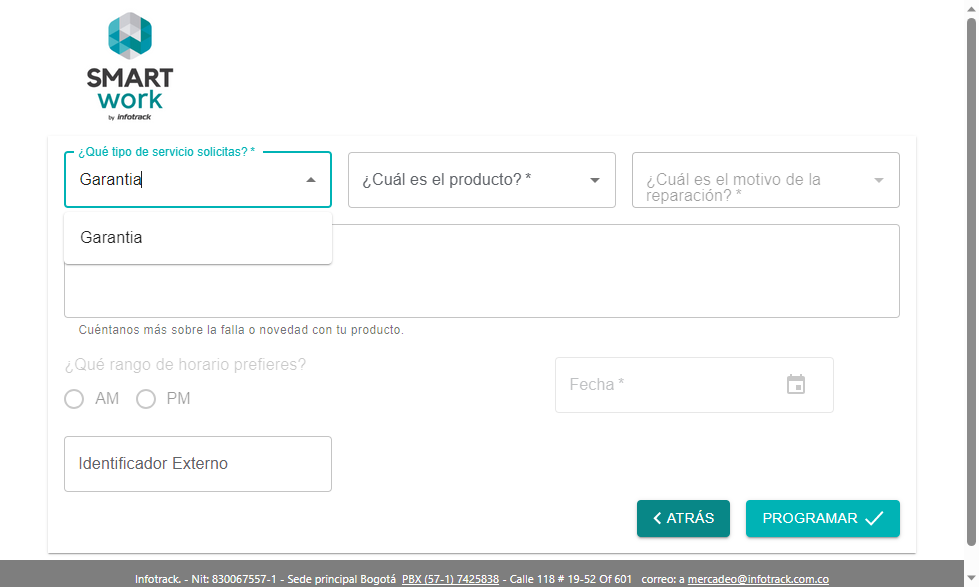 SMART
work
by infotrack
¿Qué tipo de servicio solicitas? *
Garantia
¿Cuál es el producto? *
¿Cuál es el motivo de la
reparación? *
Garantia
Cuéntanos más sobre la falla o novedad con tu producto.
¿Qué rango de horario prefieres?
AM PM
Fecha *
Identificador Externo
ATRÁS
PROGRAMAR
Infotrack. - Nit: 830067557-1 - Sede principal Bogotá PBX (57-1) 7425838 - Calle 118 # 19-52 Of 601 correo: a mercadeo@infotrack.com.co